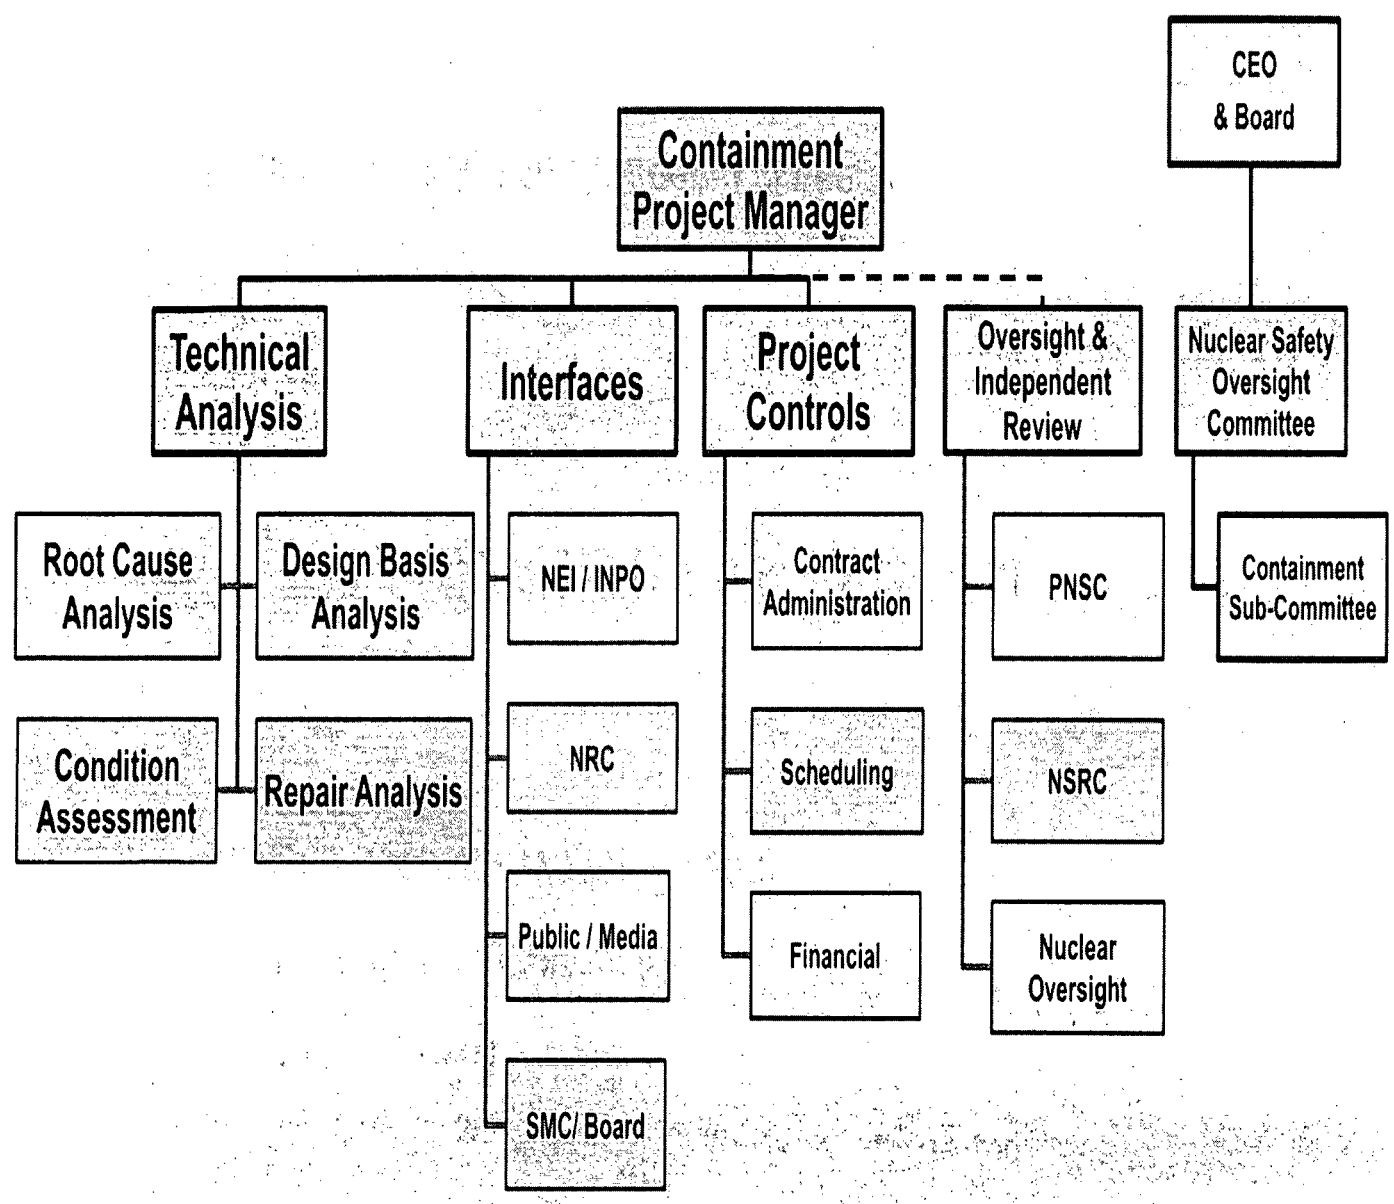 CEO
& Board
Containment
Project Manager
Technical
Analysis
Interfaces
Project
Controls
Oversight &
Independent
Review
Nuclear Safety
Oversight
Committee
Root Cause
Analysis
Design Basis
Analysis
NEI / INPO
Contract
Administration
PNSC
Containment
Sub-Committee
Condition
Assessment
Repair Analysis
NRC
Scheduling
NSRC
Public / Media
Financial
Nuclear
Oversight
SMC/ Board